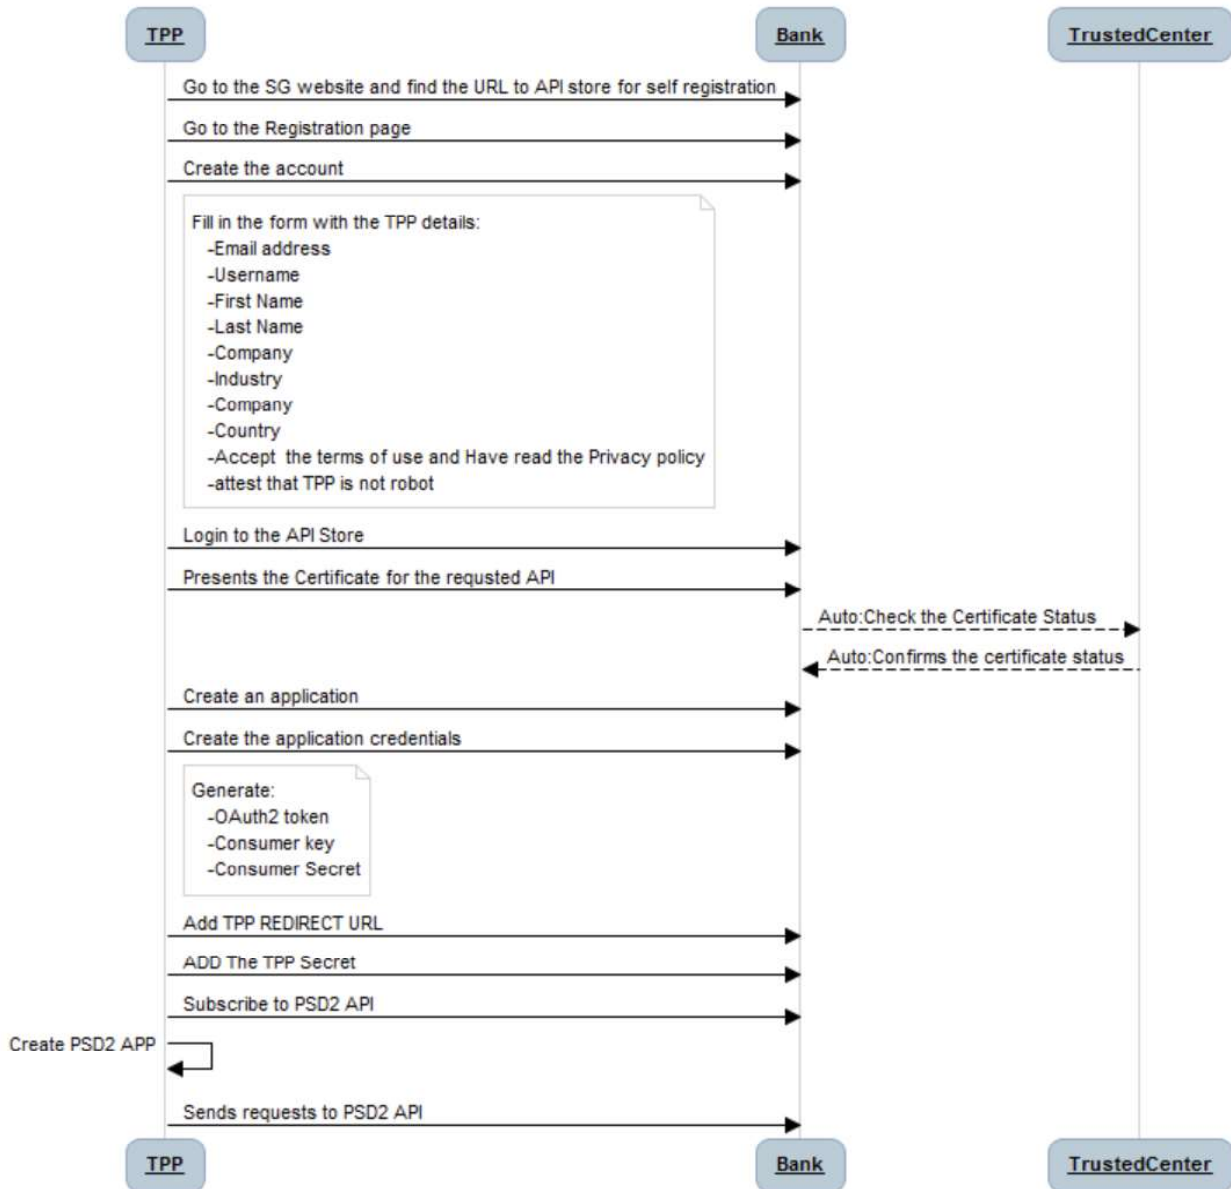 TPP Bank TrustedCenter
Go to the SG website and find the URL to API store for self registration
Go to the Registration page
Create the account
Fill in the form with the TPP details:
-Email address
-Username
-First Name
-Last Name
-Company
-Industry
-Company
-Country
-Accept the terms of use and Have read the Privacy policy
-attest that TPP is not robot
Login to the API Store
Presents the Certificate for the requsted API
Auto:Check the Certificate Status
Auto:Confirms the certificate status
Create an application
Create the application credentials
Generate:
-OAuth2 token
-Consumer key
-Consumer Secret
Add TPP REDIRECT URL
ADD The TPP Secret
Subscribe to PSD2 API
Create PSD2 APP
Sends requests to PSD2 API
TPP Bank TrustedCenter